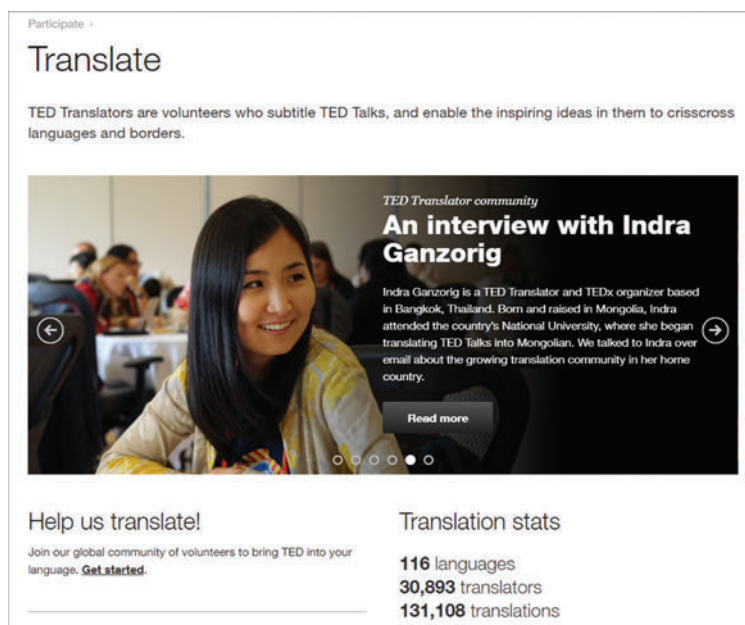 Participate ›
Translate
TED Translators are volunteers who subtitle TED Talks, and enable the inspiring ideas in them to crisscross
languages and borders.
TED Translator community
An interview with Indra
Ganzorig
Indra Ganzorig is a TED Translator and TEDx organizer based
in Bangkok, Thailand. Born and raised in Mongolia, Indra
attended the country's National University, where she began
translating TED Talks into Mongolian. We talked to Indra over
email about the growing translation community in her home
country.
Read more
Help us translate!
Join our global community of volunteers to bring TED into your
language. Get started.
Translation stats
116 languages
30,893 translators
131,108 translations